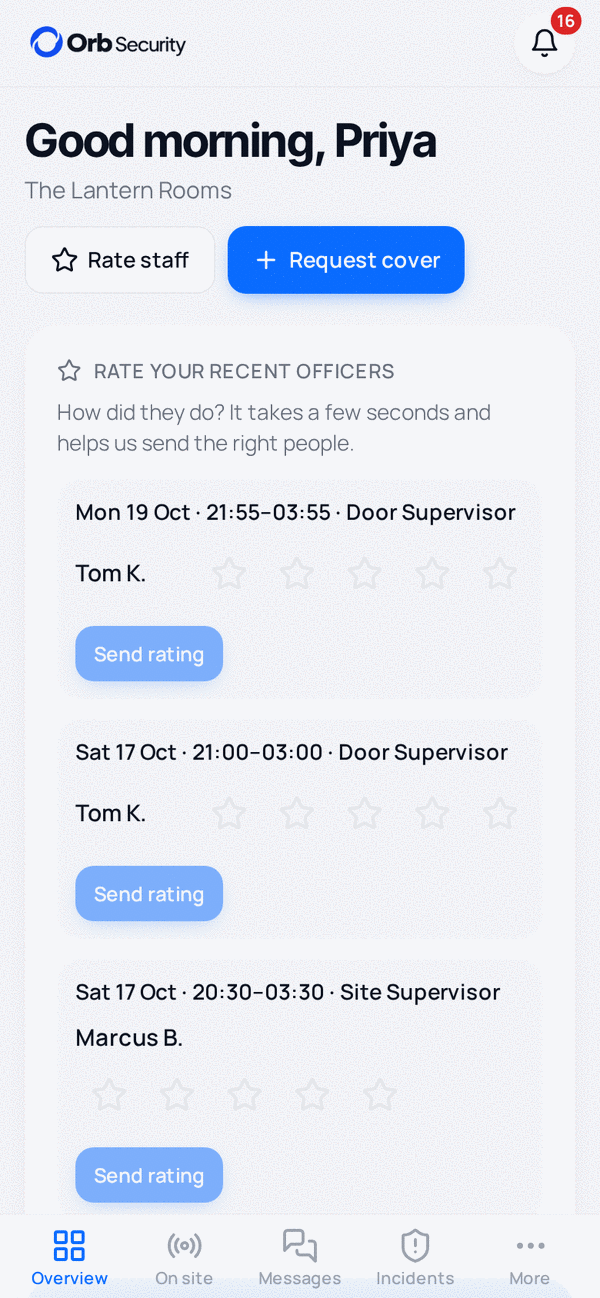 Orb Security
16
Good morning, Priya
The Lantern Rooms
Rate staff
Request cover
RATE YOUR RECENT OFFICERS
How did they do? It takes a few seconds and
helps us send the right people.
Mon 19 Oct · 21:55–03:55 · Door Supervisor
Tom K.
Send rating
Sat 17 Oct · 21:00–03:00 · Door Supervisor
Tom K.
Send rating
Sat 17 Oct · 20:30–03:30 · Site Supervisor
Marcus B.
Send rating
Overview
On site
Messages
Incidents
More